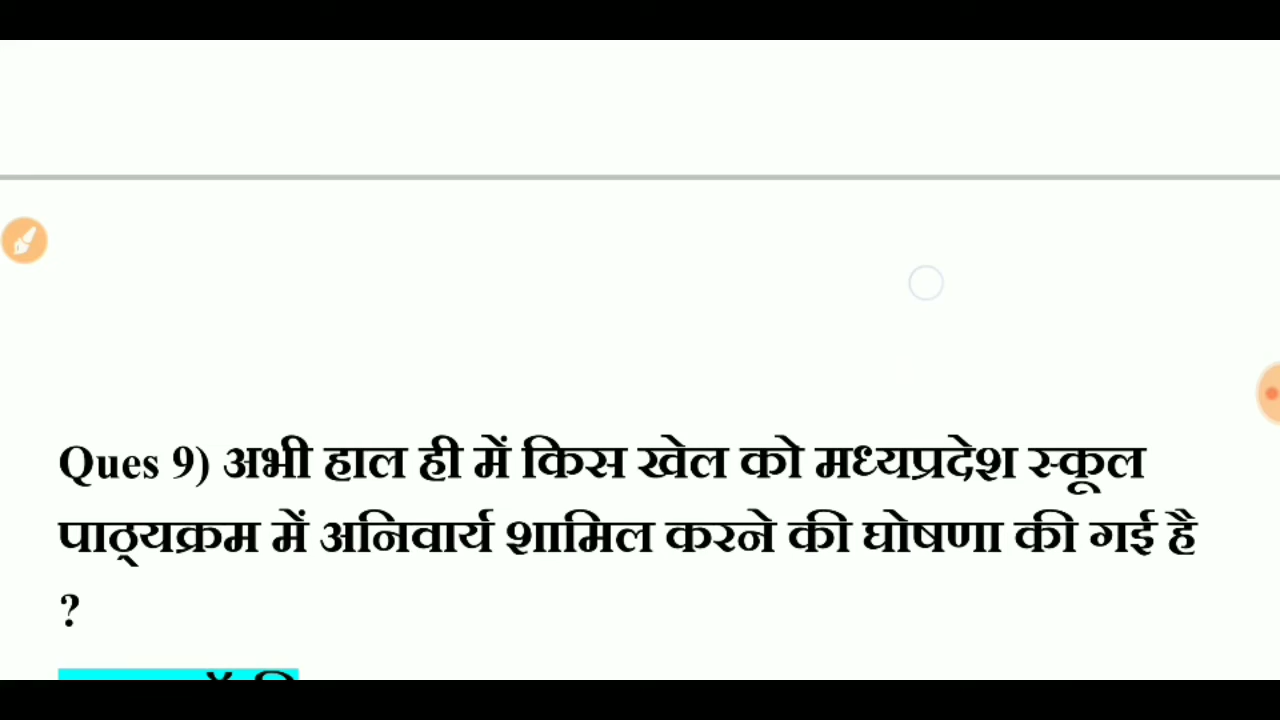 Ques 9) अभी हाल ही में किस खेल को मध्यप्रदेश स्कूल
पाठ्यक्रम में अनिवार्य शामिल करने की घोषणा की गई है
?